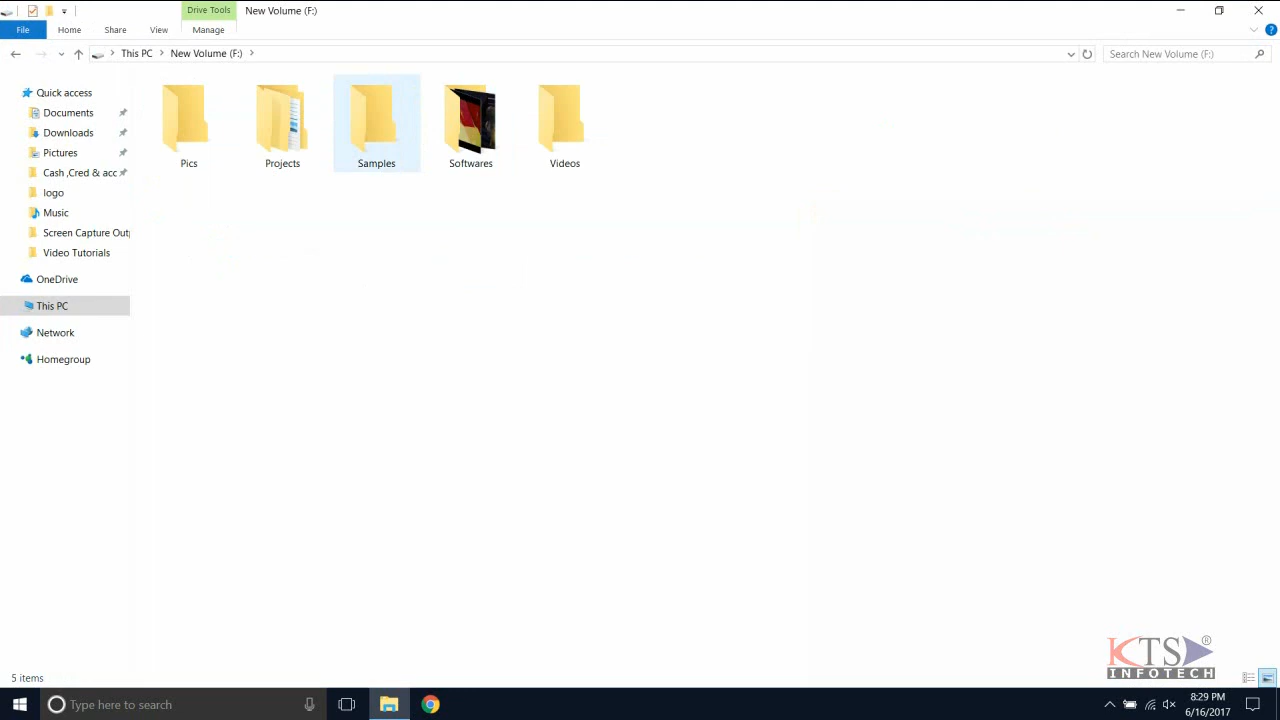 Drive Tools
New Volume (F:)
File
Home
Share
View
Manage
This PC
New Volume (F:)
Search New Volume (F:)
Quick access
Documents
Downloads
Pictures
Cash ,Cred & acc
logo
Music
Screen Capture Out
Video Tutorials
OneDrive
This PC
Network
Homegroup
Pics
Projects
Samples
Softwares
Videos
KTS ®
INFOTECH
5 items
Type here to search
8:29 PM
6/16/2017